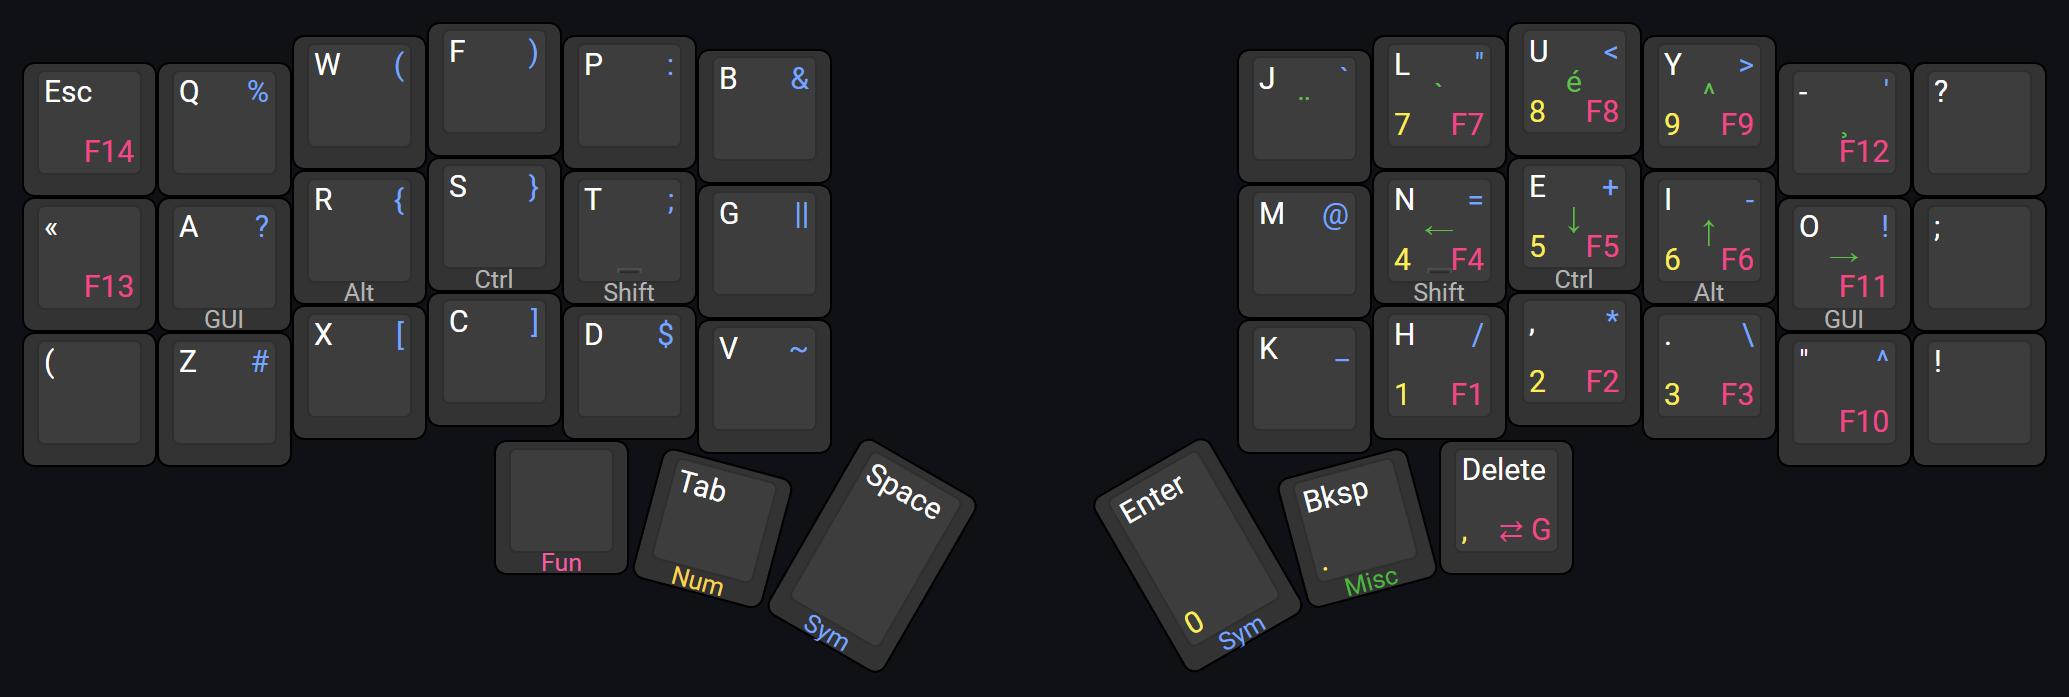 Esc F14
Q %
W (
F )
P :
B &
J ` ¨
L " ` 7 F7
U < é 8 F8
Y > ^ 9 F9
- ' F12
?
« F13
A ? GUI
R { Alt
S } Ctrl
T ; Shift
G ||
M @
N = ← 4 F4 Shift
E + ↓ 5 F5 Ctrl
I - ↑ 6 F6 Alt
O ! → F11 GUI
;
(
Z #
X [
C ]
D $
V ~
K _
H / 1 F1
, * 2 F2
. \ 3 F3
" ^ F10
!
Fun
Tab Num
Space Sym
Enter 0 Sym
Bksp . Misc
Delete , ⇄ G